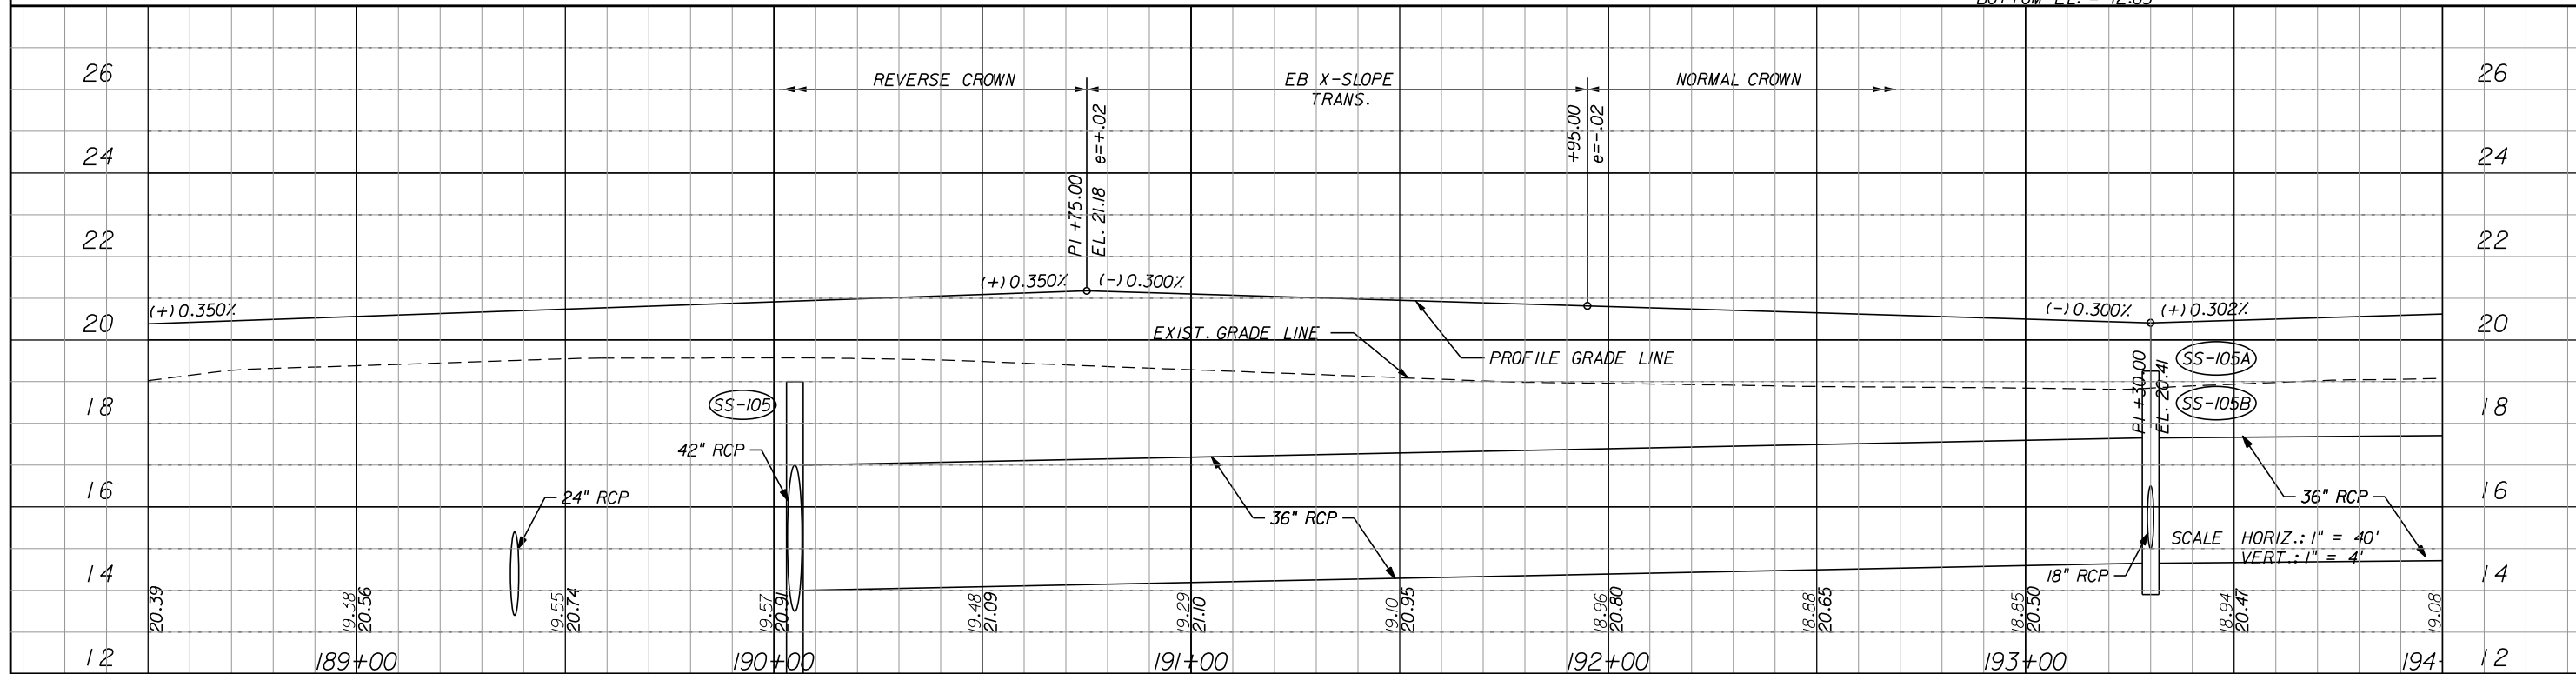 BOTTOM EL. = 12.09
26
24
22
20
18
16
14
12
REVERSE CROWN
EB X-SLOPE
TRANS.
NORMAL CROWN
PI +75.00
EL. 21.18 e=+.02
+95.00
e=-.02
(+) 0.350%
(+) 0.350%
(-) 0.300%
(-) 0.300%
(+) 0.302%
EXIST. GRADE LINE
PROFILE GRADE LINE
P.I. +30.00
EL. 20.41
SS-105A
SS-105B
SS-105
42" RCP
24" RCP
36" RCP
36" RCP
18" RCP
SCALE HORIZ.: 1" = 40'
VERT.: 1" = 4'
20.39
19.38
20.56
19.55
20.74
19.57
20.91
19.48
21.09
19.29
21.10
19.10
20.95
18.96
20.80
18.88
20.65
18.85
20.50
18.94
20.47
19.08
189+00
190+00
191+00
192+00
193+00
194
26
24
22
20
18
16
14
12